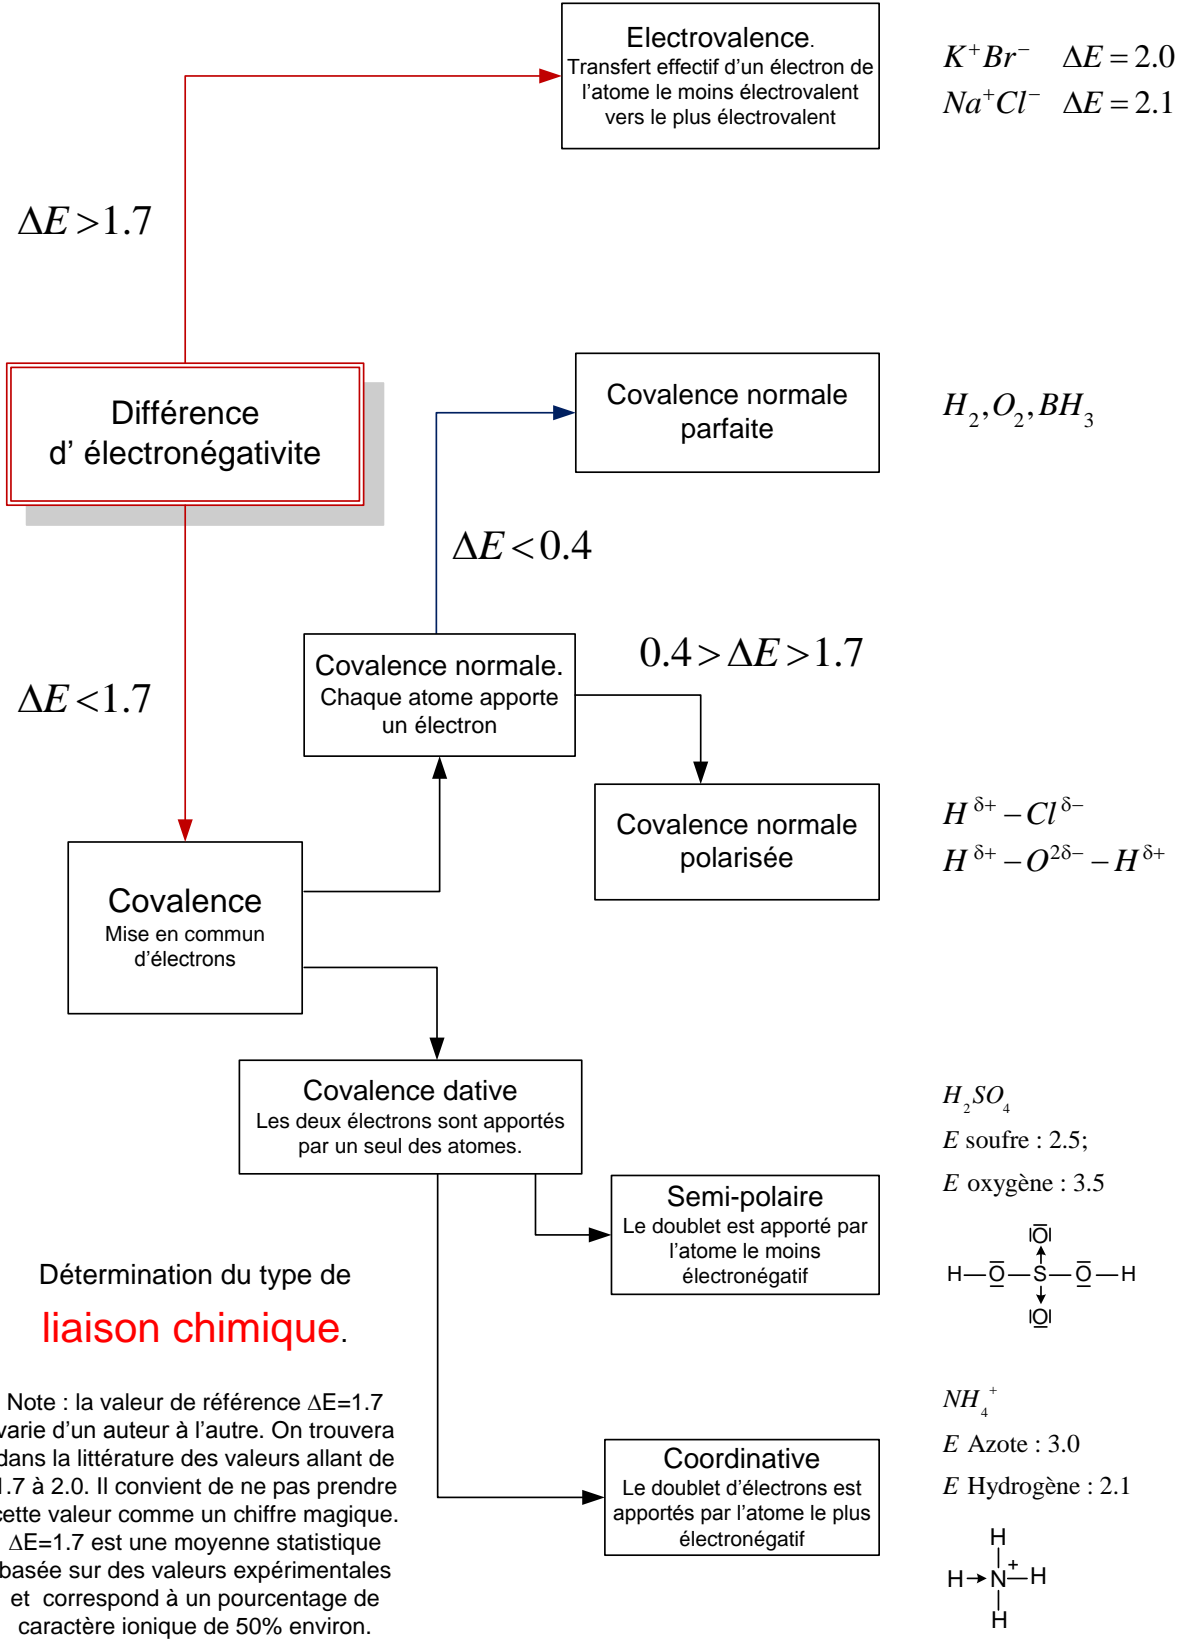 Electrovalence.
Transfert effectif d'un électron de
l'atome le moins électrovalent
vers le plus électrovalent
K⁺Br⁻ ΔE = 2.0
Na⁺Cl⁻ ΔE = 2.1
ΔE >1.7
Différence
d' électronégativite
Covalence normale
parfaite
H₂,O₂,BH₃
ΔE < 0.4
Covalence normale.
Chaque atome apporte
un électron
0.4 > ΔE >1.7
ΔE <1.7
Covalence normale
polarisée
H^δ+ – Cl^δ−
H^δ+ – O^2δ− – H^δ+
Covalence
Mise en commun
d'électrons
Covalence dative
Les deux électrons sont apportés
par un seul des atomes.
H₂SO₄
E soufre : 2.5;
E oxygène : 3.5
Semi-polaire
Le doublet est apporté par
l'atome le moins
électronégatif
|O|
H—O—S—O—H
|O|
Détermination du type de
liaison chimique.
Note : la valeur de référence ΔE=1.7
varie d'un auteur à l'autre. On trouvera
dans la littérature des valeurs allant de
1.7 à 2.0. Il convient de ne pas prendre
cette valeur comme un chiffre magique.
ΔE=1.7 est une moyenne statistique
basée sur des valeurs expérimentales
et correspond à un pourcentage de
caractère ionique de 50% environ.
Coordinative
Le doublet d'électrons est
apportés par l'atome le plus
électronégatif
NH₄⁺
E Azote : 3.0
E Hydrogène : 2.1
H
H→N⁺—H
H